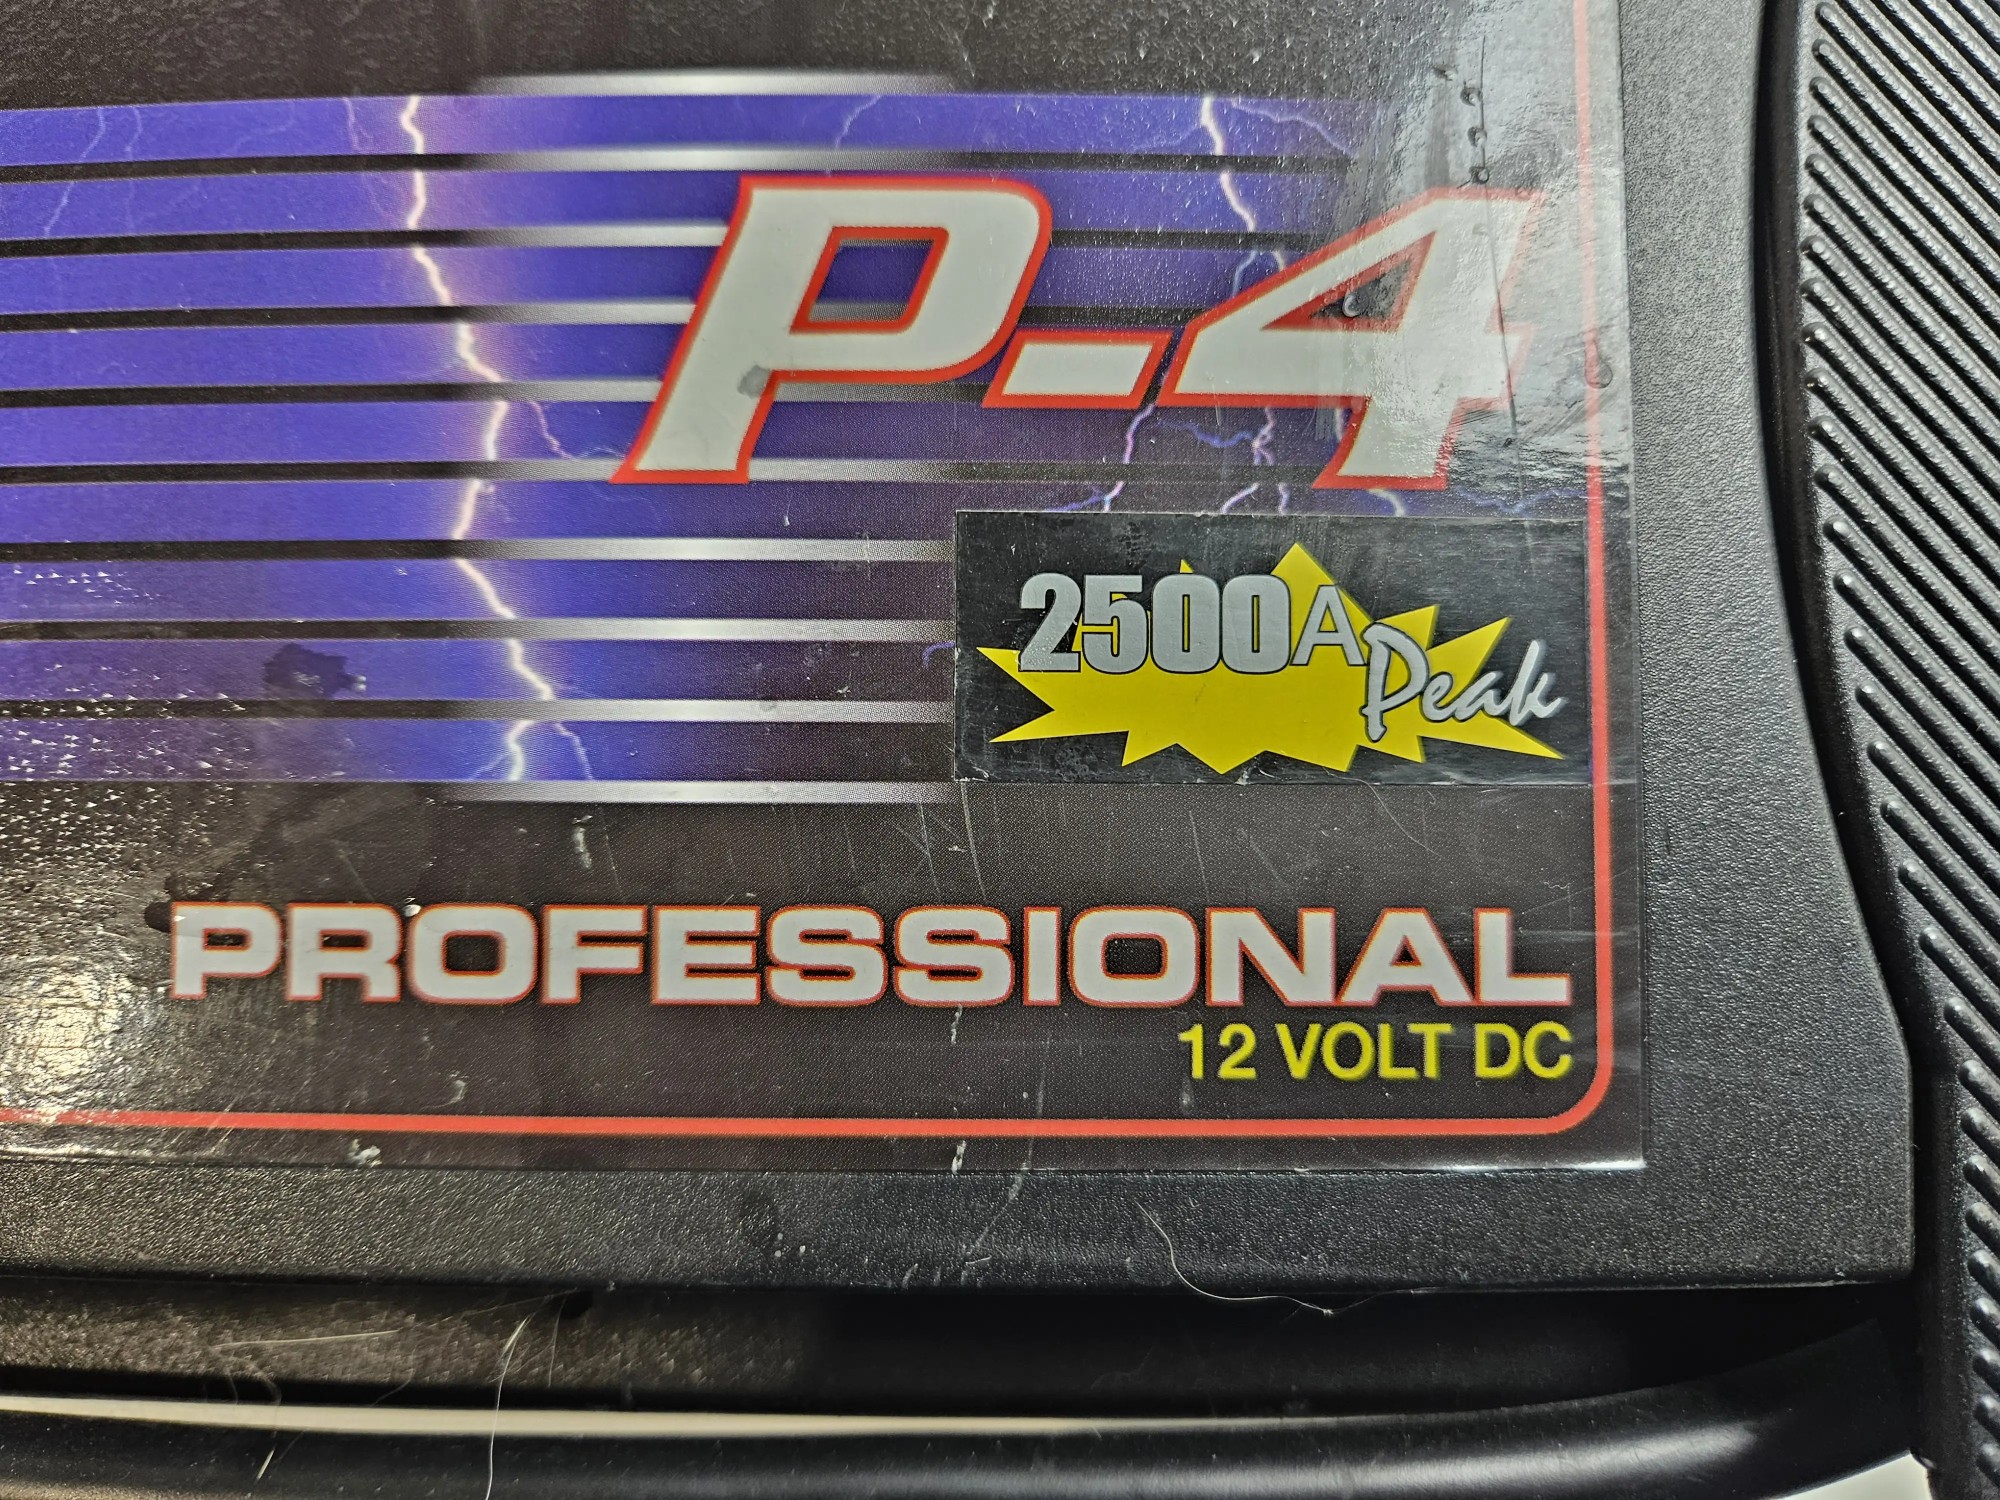 P-4
2500A Peak
PROFESSIONAL
12 VOLT DC